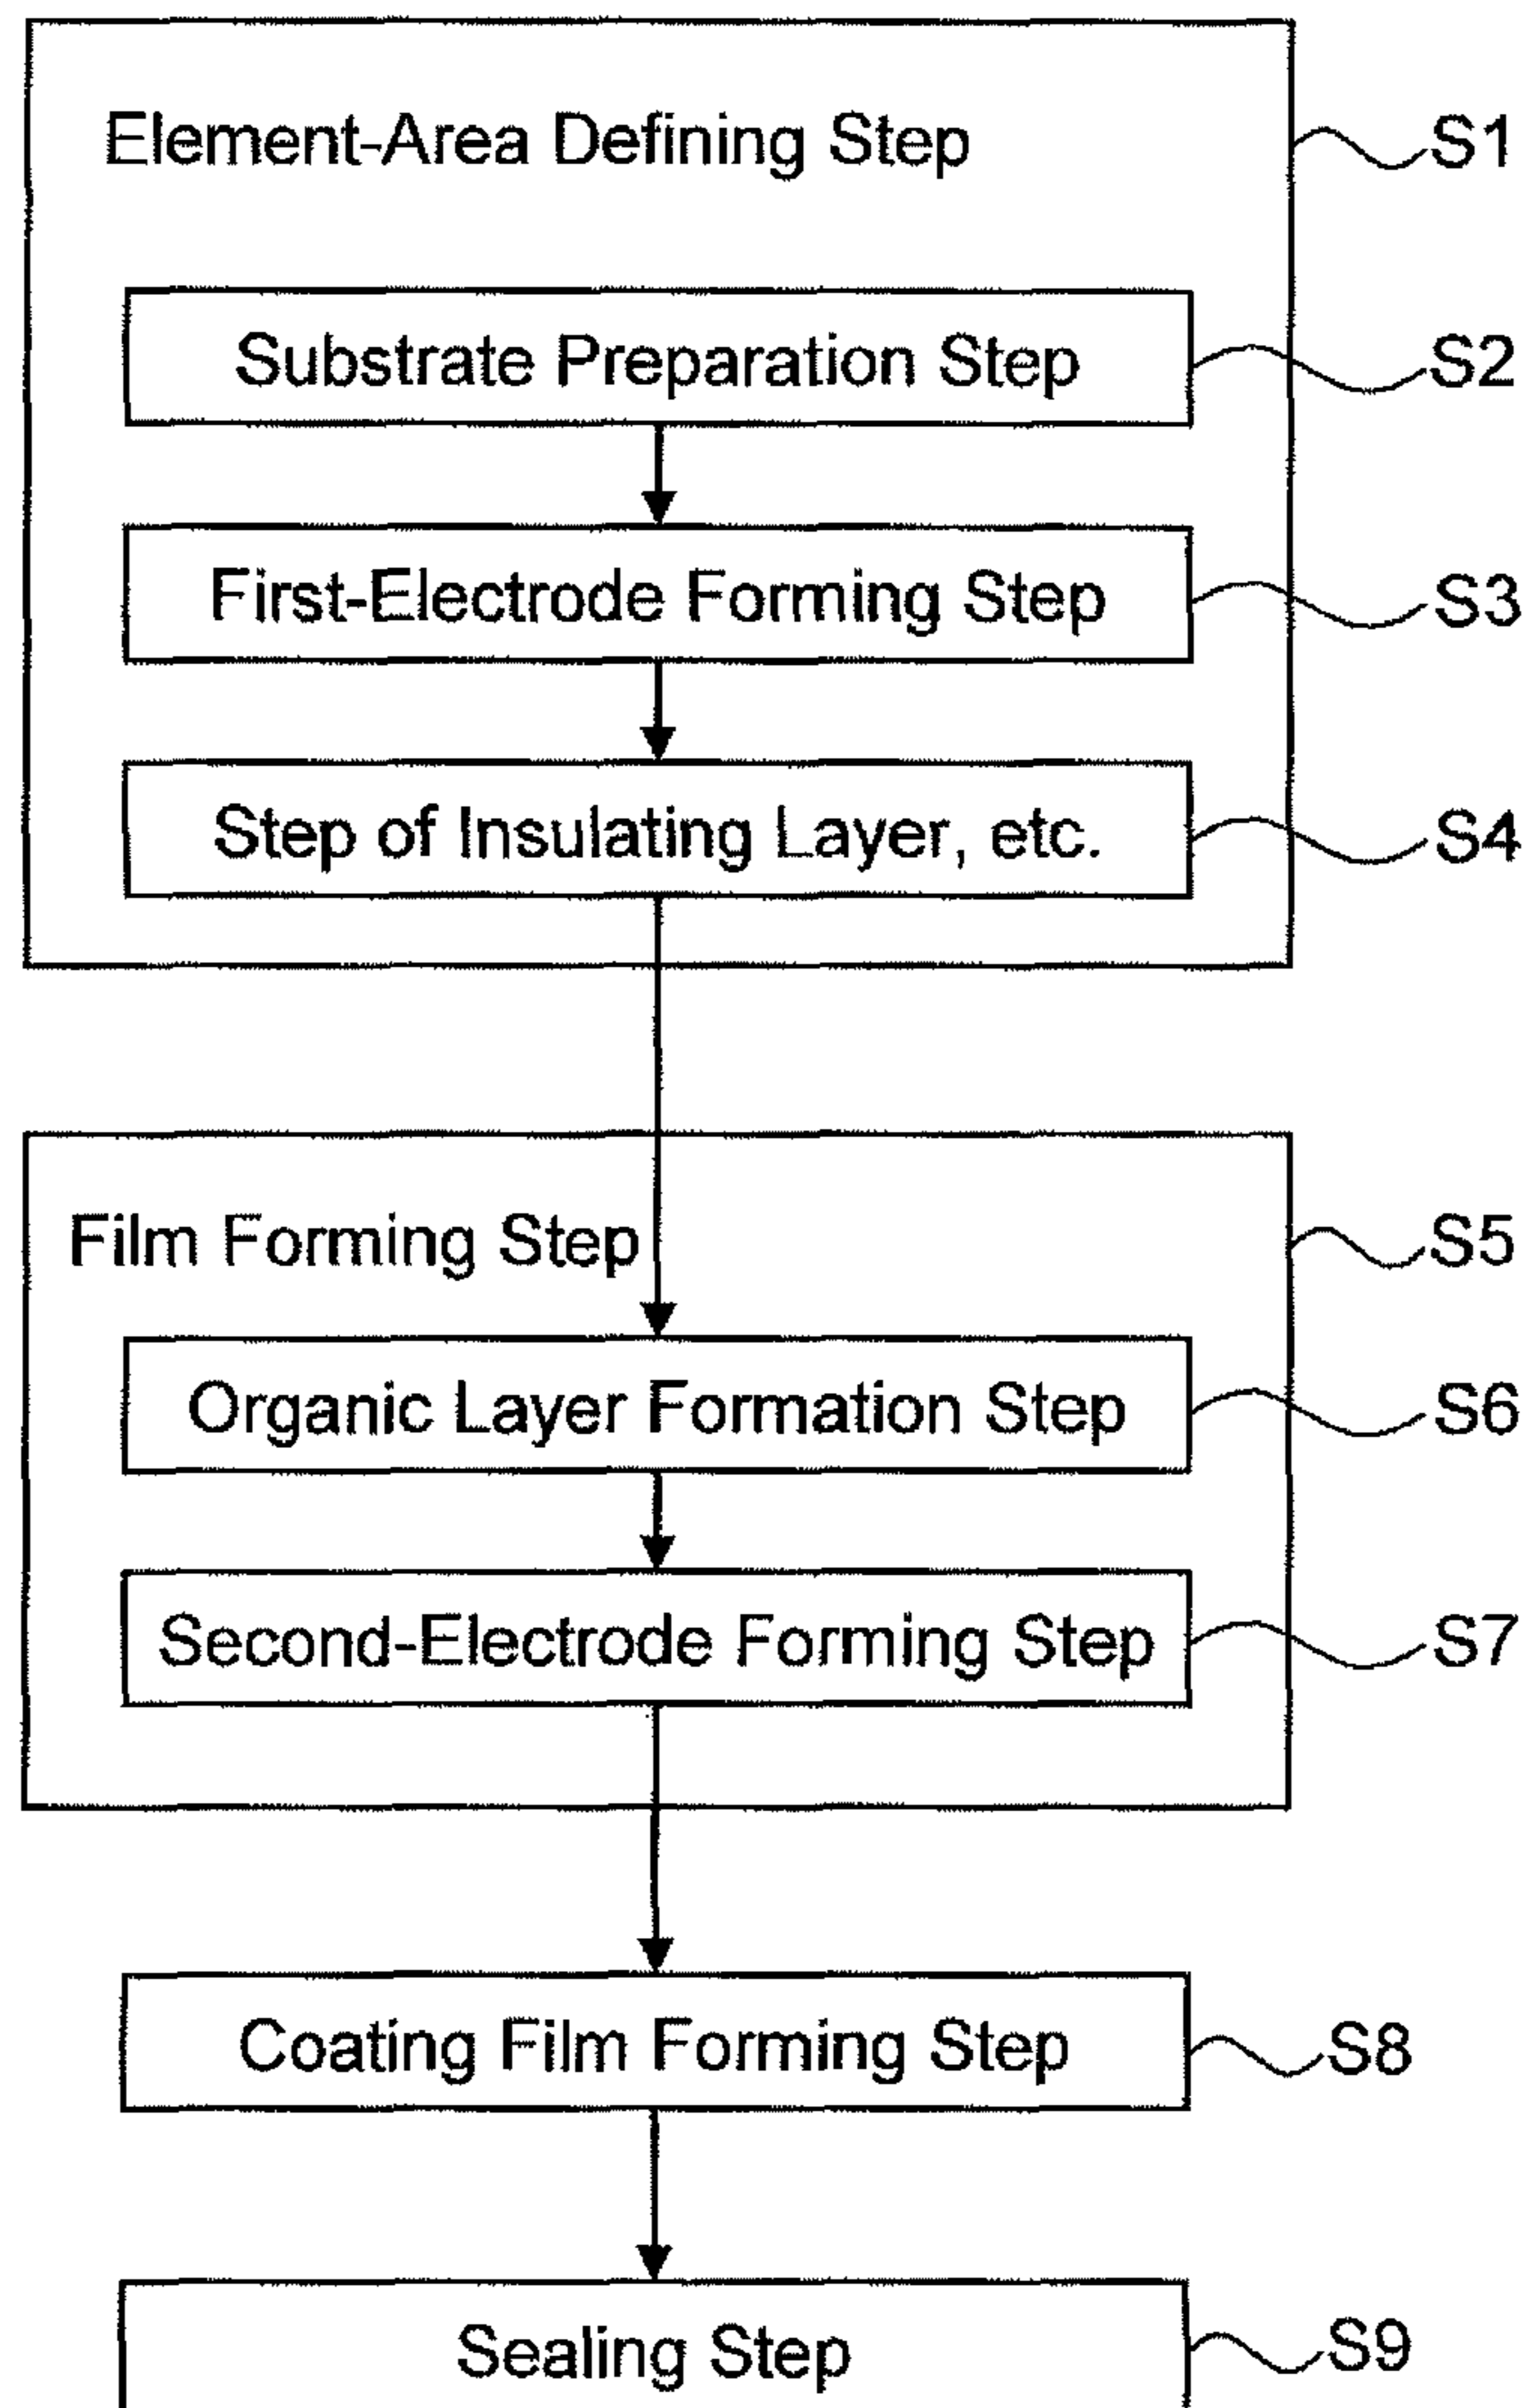 Element-Area Defining Step
S1
Substrate Preparation Step
S2
First-Electrode Forming Step
S3
Step of Insulating Layer, etc.
S4
Film Forming Step
S5
Organic Layer Formation Step
S6
Second-Electrode Forming Step
S7
Coating Film Forming Step
S8
Sealing Step
S9